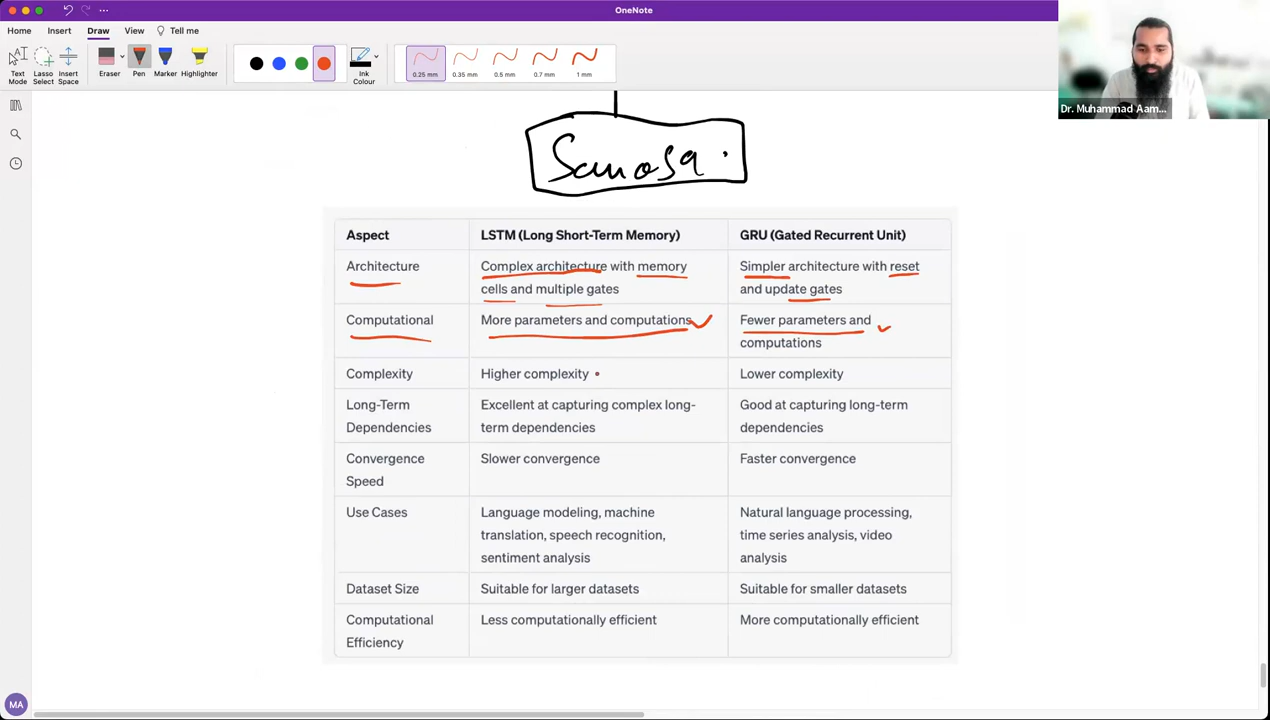 OneNote
Home Insert Draw View Tell me
Text Mode
Lasso Select
Insert Space
Eraser
Pen
Marker
Highlighter
Ink Colour
0.25 mm
0.35 mm
0.5 mm
0.7 mm
1 mm
Dr. Muhammad Aam...
Samosa
Aspect LSTM (Long Short-Term Memory) GRU (Gated Recurrent Unit)
Architecture Complex architecture with memory Simpler architecture with reset
cells and multiple gates and update gates
Computational More parameters and computations Fewer parameters and
computations
Complexity Higher complexity Lower complexity
Long-Term Excellent at capturing complex long- Good at capturing long-term
Dependencies term dependencies dependencies
Convergence Slower convergence Faster convergence
Speed
Use Cases Language modeling, machine Natural language processing,
translation, speech recognition, time series analysis, video
sentiment analysis analysis
Dataset Size Suitable for larger datasets Suitable for smaller datasets
Computational Less computationally efficient More computationally efficient
Efficiency
MA